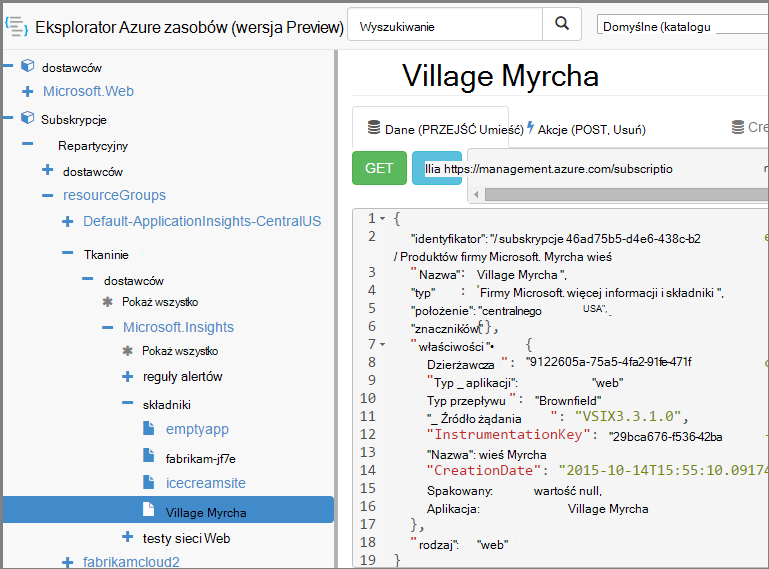 Eksplorator Azure zasobów (wersja Preview)
Wyszukiwanie
Domyślne (katalogu
dostawców
Microsoft.Web
Subskrypcje
Repartycyjny
dostawców
resourceGroups
Default-ApplicationInsights-CentralUS
Tkaninie
dostawców
Pokaż wszystko
Microsoft.Insights
Pokaż wszystko
reguły alertów
składniki
emptyapp
fabrikam-jf7e
icecreamsite
Village Myrcha
testy sieci Web
fabrikamcloud2
Village Myrcha
Dane (PRZEJŚĆ Umieść) Akcje (POST, Usuń) Cre
GET Ilia https://management.azure.com/subscriptio
1 {
2 "identyfikator": "/ subskrypcje 46ad75b5-d4e6-438c-b2
/ Produktów firmy Microsoft. Myrcha wieś
3 "Nazwa": Village Myrcha ",
4 "typ" : 'Firmy Microsoft. więcej informacji i składniki ",
5 "położenie": "centralnego USA",
6 "znaczników" {},
7 "właściwości "• {
8 Dzierżawcza ": "9122605a-75a5-4fa2-91fe-471f
9 "Typ _ aplikacji": "web"
10 Typ przepływu ": "Brownfield"
11 "_ Źródło żądania ": "VSIX3.3.1.0",
12 "InstrumentationKey": "29bca676-f536-42ba
13 "Nazwa": wieś Myrcha
14 "CreationDate": "2015-10-14T15:55:10.09174
15 Spakowany: wartość null,
16 Aplikacja: Village Myrcha
17 },
18 "rodzaj": "web"
19 }